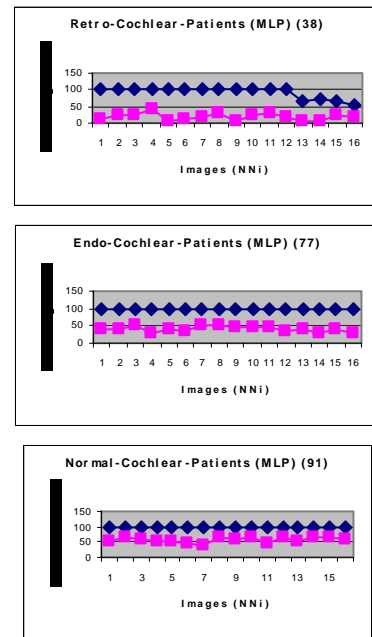 Retro-Cochlear-Patients (MLP) (38)
150
100
50
0
1 2 3 4 5 6 7 8 9 10 11 12 13 14 15 16
Images (NNi)
Endo-Cochlear-Patients (MLP) (77)
150
100
50
0
1 2 3 4 5 6 7 8 9 10 11 12 13 14 15 16
Images (NNi)
Normal-Cochlear-Patients (MLP) (91)
150
100
50
0
1 3 5 7 9 11 13 15
Images (NNi)